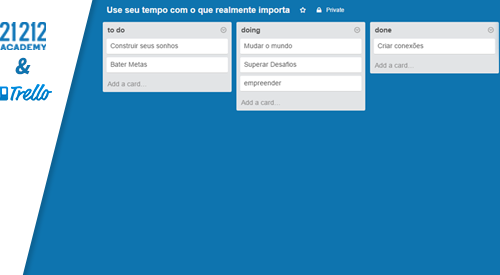 21212
ACADEMY
&
Trello
Use seu tempo com o que realmente importa
Private
to do
Construir seus sonhos
Bater Metas
Add a card...
doing
Mudar o mundo
Superar Desafios
empreender
Add a card...
done
Criar conexões
Add a card...